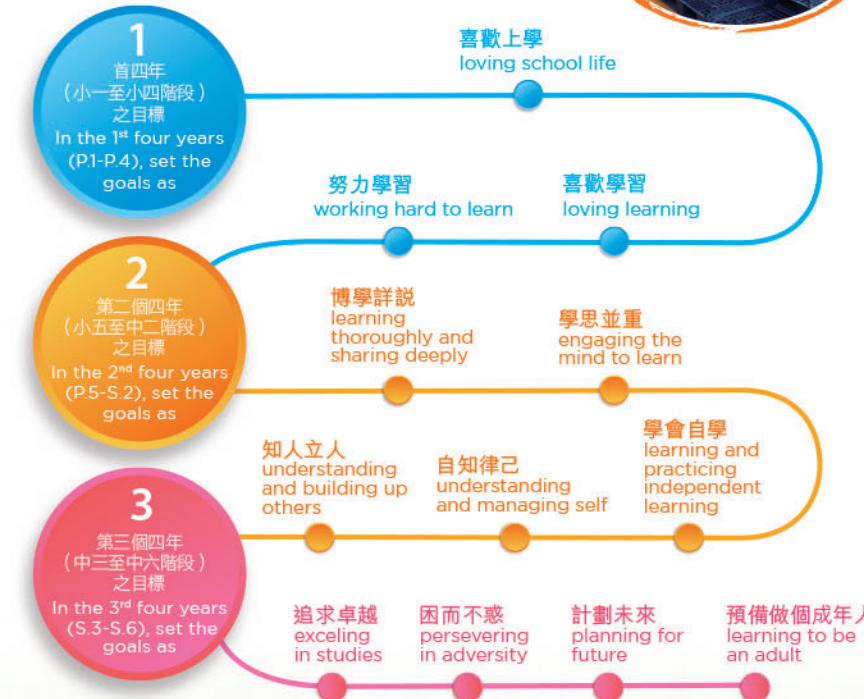 1
首四年
（小一至小四階段）
之目標
In the 1st four years
(P.1-P.4), set the
goals as
喜歡上學
loving school life
喜歡學習
loving learning
努力學習
working hard to learn
2
第二個四年
（小五至中二階段）
之目標
In the 2nd four years
(P.5-S.2), set the
goals as
博學詳説
learning
thoroughly and
sharing deeply
學思並重
engaging the
mind to learn
學會自學
learning and
practicing
independent
learning
自知律己
understanding
and managing self
知人立人
understanding
and building up
others
3
第三個四年
（中三至中六階段）
之目標
In the 3rd four years
(S.3-S.6), set the
goals as
追求卓越
exceling
in studies
困而不惑
persevering
in adversity
計劃未來
planning for
future
預備做個成年人
learning to be
an adult